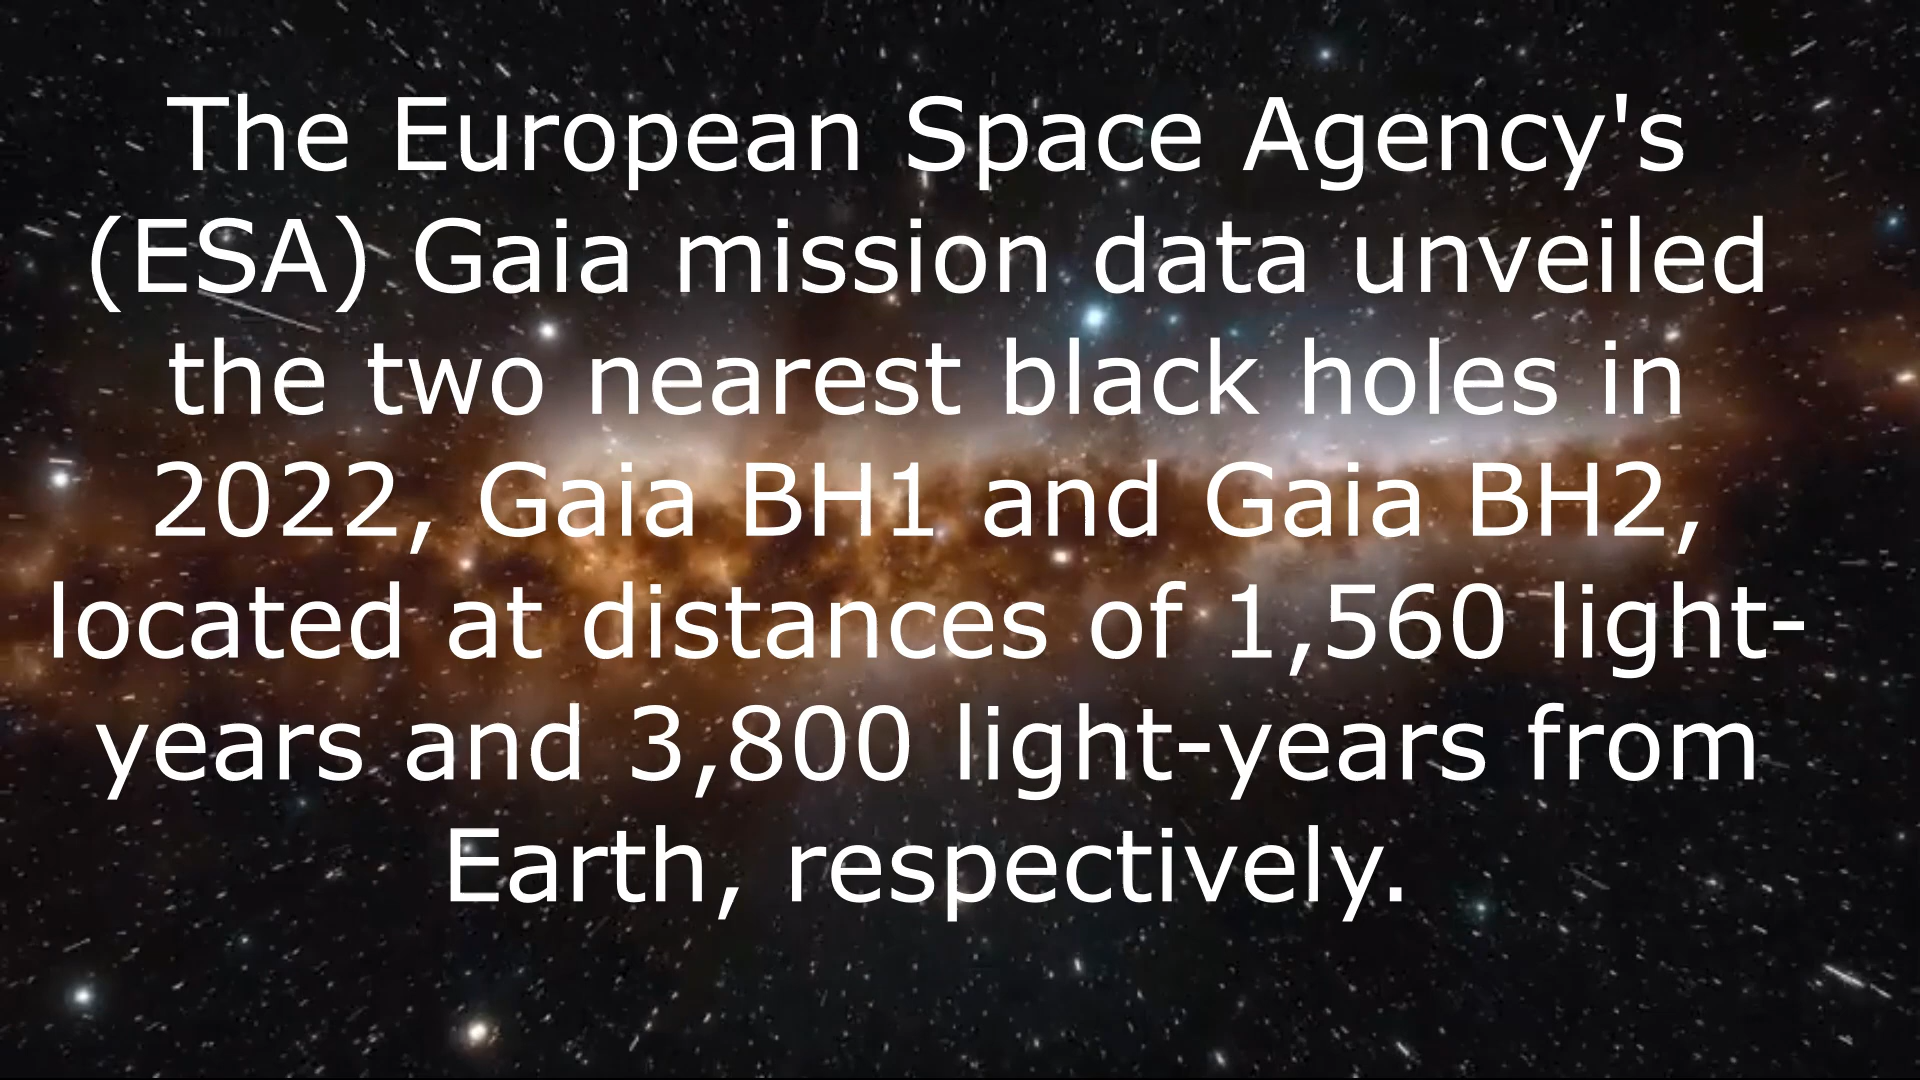 The European Space Agency's
(ESA) Gaia mission data unveiled
the two nearest black holes in
2022, Gaia BH1 and Gaia BH2,
located at distances of 1,560 light-
years and 3,800 light-years from
Earth, respectively.